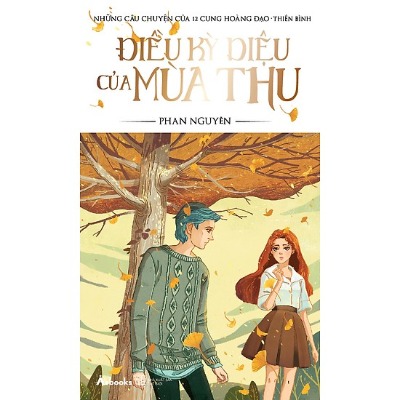 NHỮNG CÂU CHUYỆN CỦA 12 CUNG HOÀNG ĐẠO • THIÊN BÌNH
ĐIỀU KỲ DIỆU
CỦA MÙA THU
PHAN NGUYÊN
AZbooks